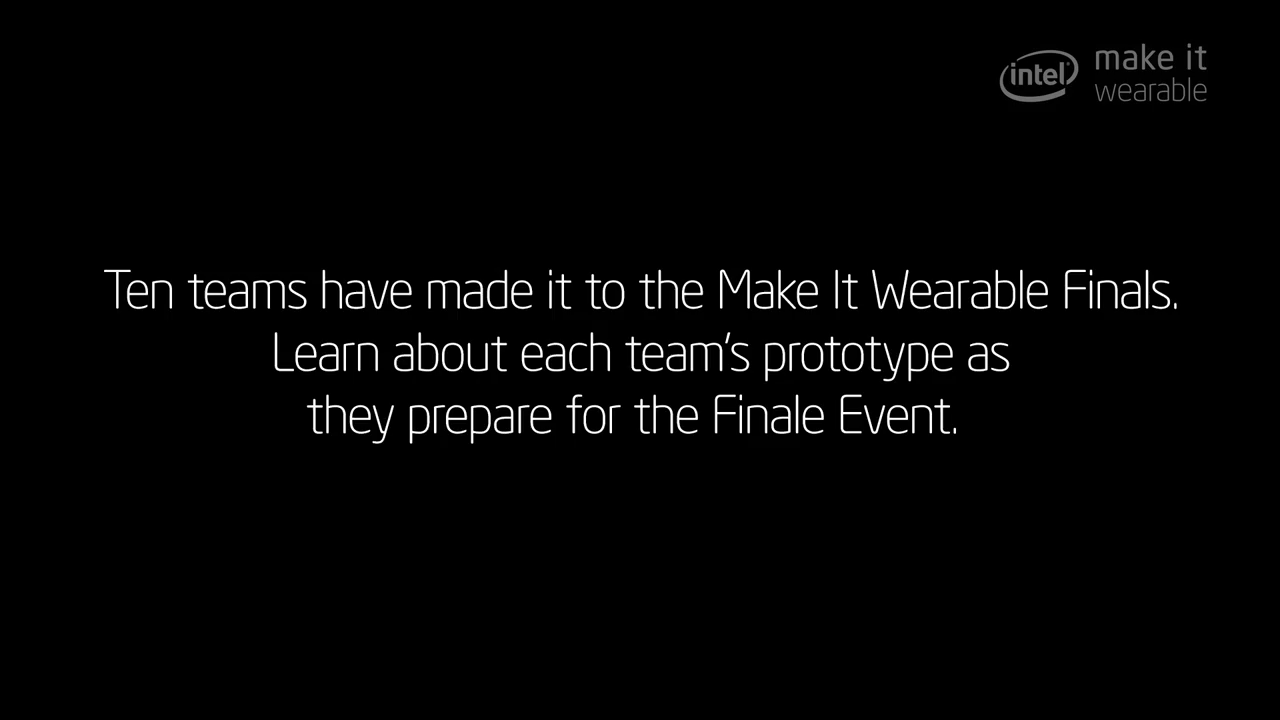 intel
make it
wearable
Ten teams have made it to the Make It Wearable Finals.
Learn about each team's prototype as
they prepare for the Finale Event.